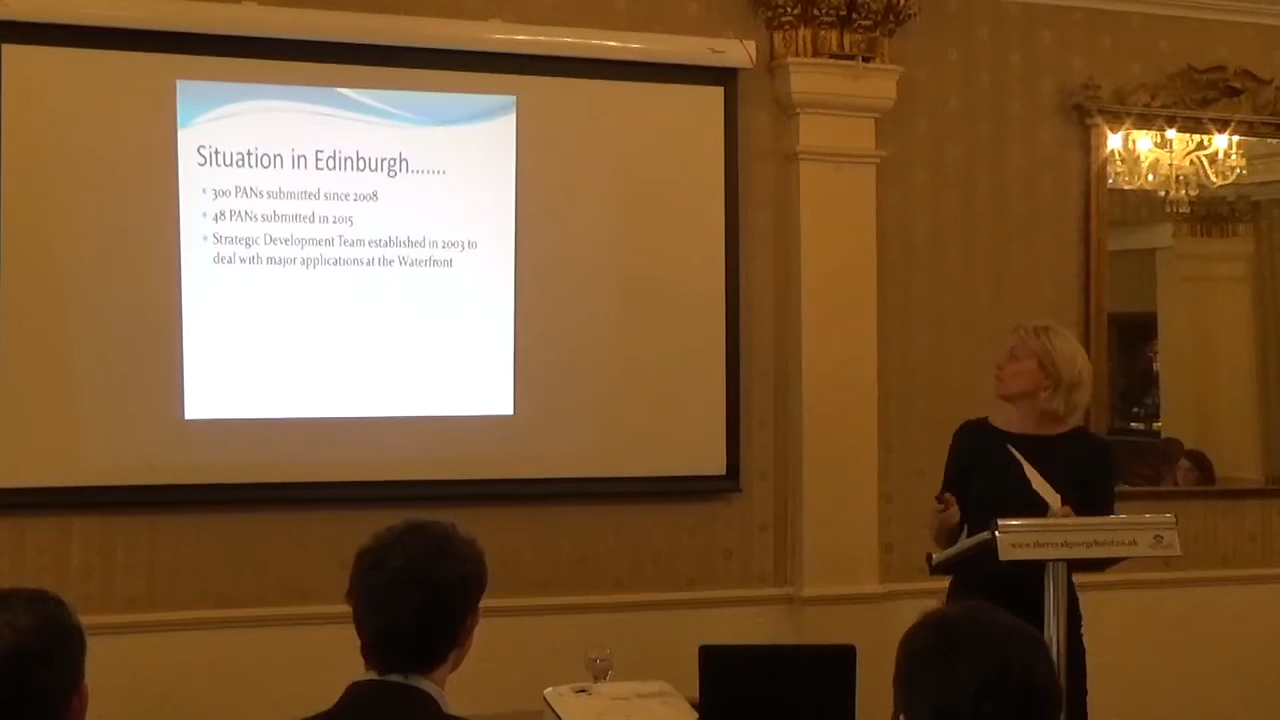 Situation in Edinburgh.......
300 PANs submitted since 2008
48 PANs submitted in 2015
Strategic Development Team established in 2003 to
deal with major applications at the Waterfront
www.theroyalgeorgehotel.co.uk